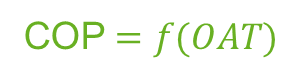 COP = f(OAT)